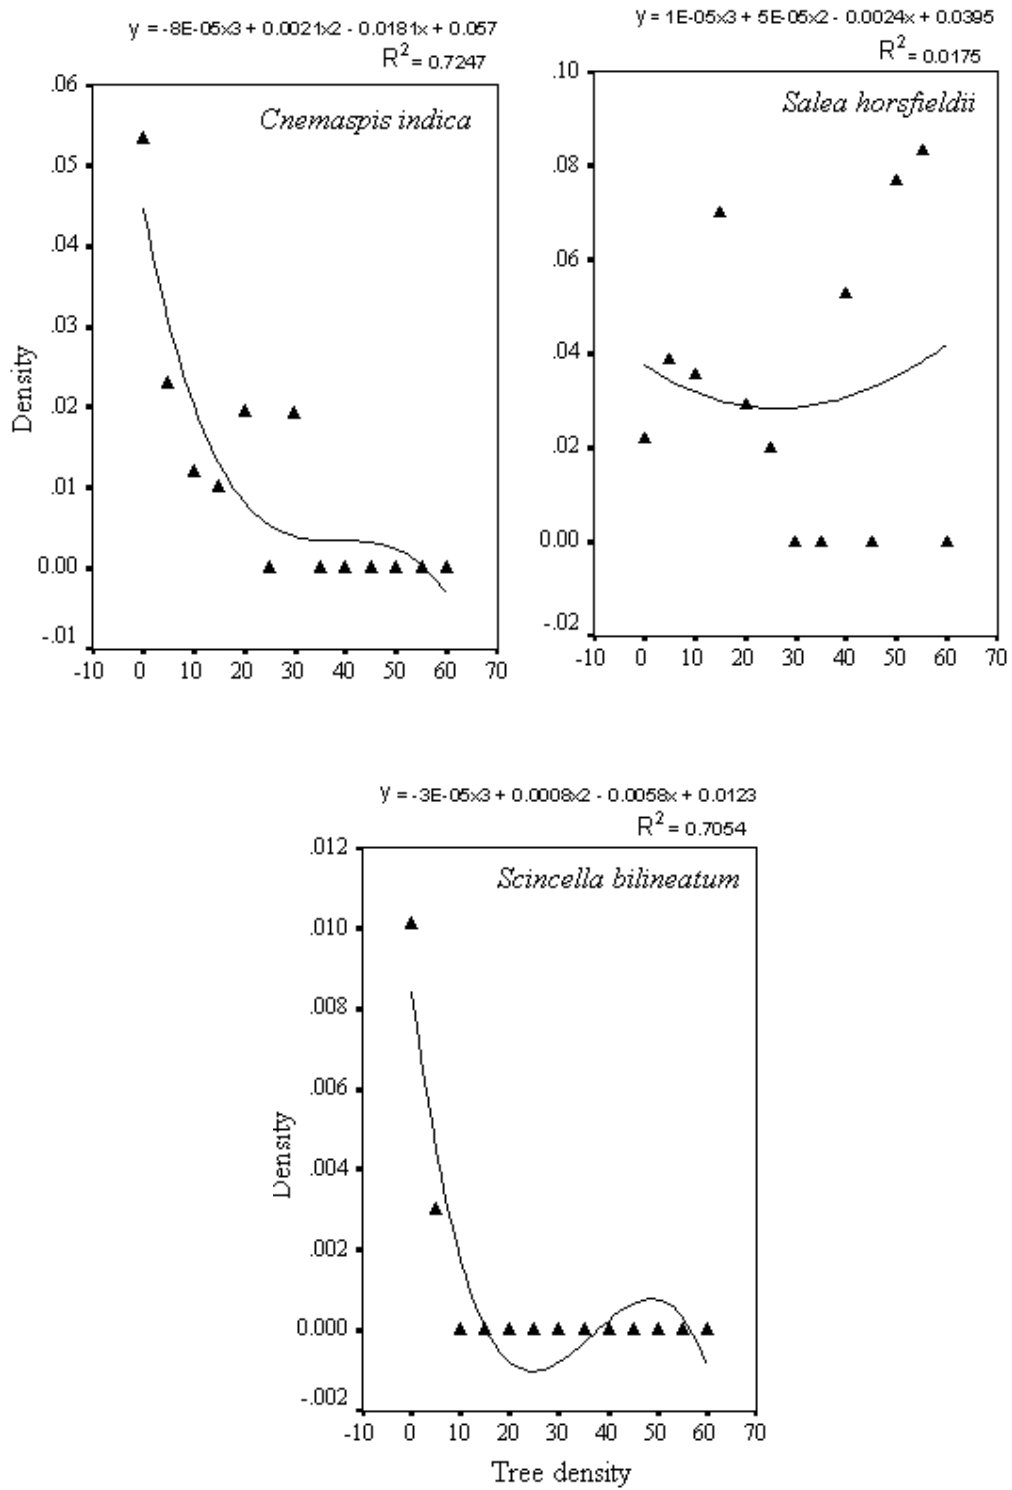 y = -8E-05x3 + 0.0021x2 - 0.0181x + 0.057
R2 = 0.7247
Cnemaspis indica
.06
.05
.04
.03
.02
.01
0.00
-.01
Density
-10 0 10 20 30 40 50 60 70
y = 1E-05x3 + 5E-05x2 - 0.0024x + 0.0395
R2 = 0.0175
Salea horsfieldii
.10
.08
.06
.04
.02
0.00
-.02
-10 0 10 20 30 40 50 60 70
y = -3E-05x3 + 0.0008x2 - 0.0058x + 0.0123
R2 = 0.7054
Scincella bilineatum
.012
.010
.008
.006
.004
.002
0.000
-.002
Density
-10 0 10 20 30 40 50 60 70
Tree density